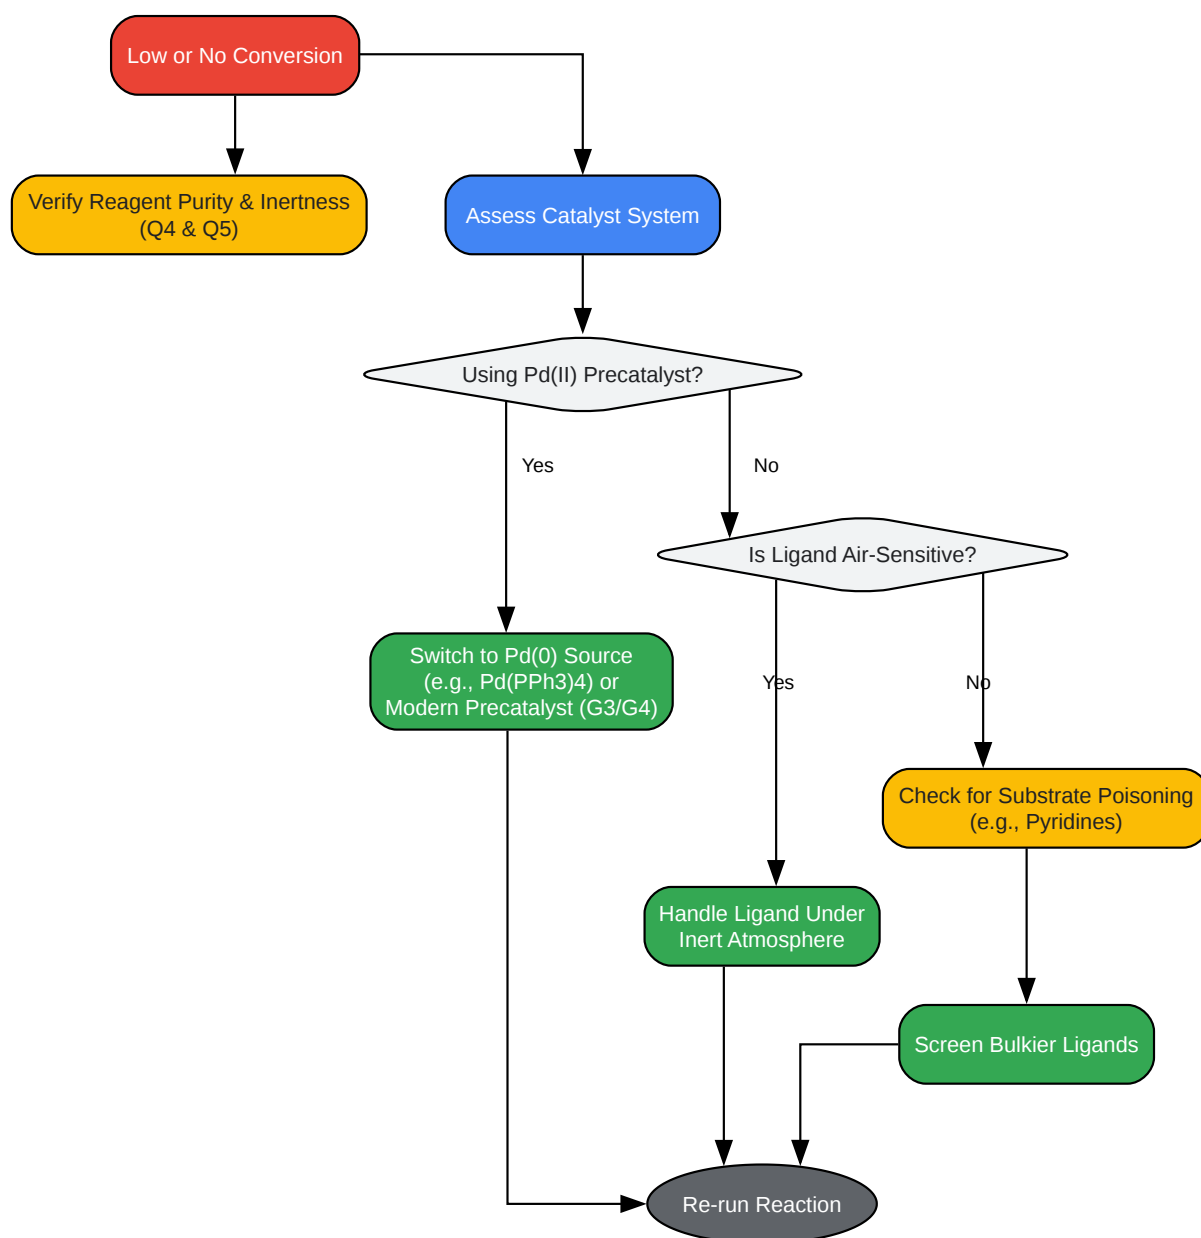 Low or No Conversion
Verify Reagent Purity & Inertness
(Q4 & Q5)
Assess Catalyst System
Using Pd(II) Precatalyst?
Yes
No
Is Ligand Air-Sensitive?
Switch to Pd(0) Source
(e.g., Pd(PPh3)4) or
Modern Precatalyst (G3/G4)
Yes
No
Check for Substrate Poisoning
(e.g., Pyridines)
Handle Ligand Under
Inert Atmosphere
Screen Bulkier Ligands
Re-run Reaction